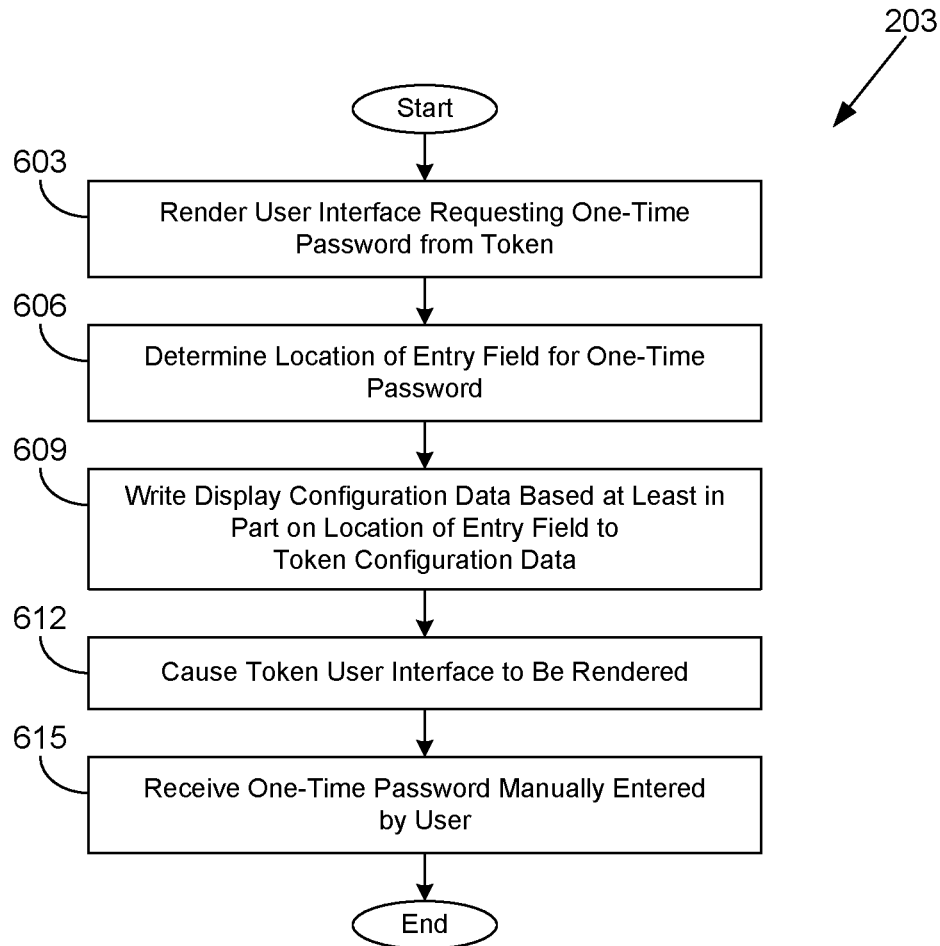 203
Start
603
Render User Interface Requesting One-Time
Password from Token
606
Determine Location of Entry Field for One-Time
Password
609
Write Display Configuration Data Based at Least in
Part on Location of Entry Field to
Token Configuration Data
612
Cause Token User Interface to Be Rendered
615
Receive One-Time Password Manually Entered
by User
End